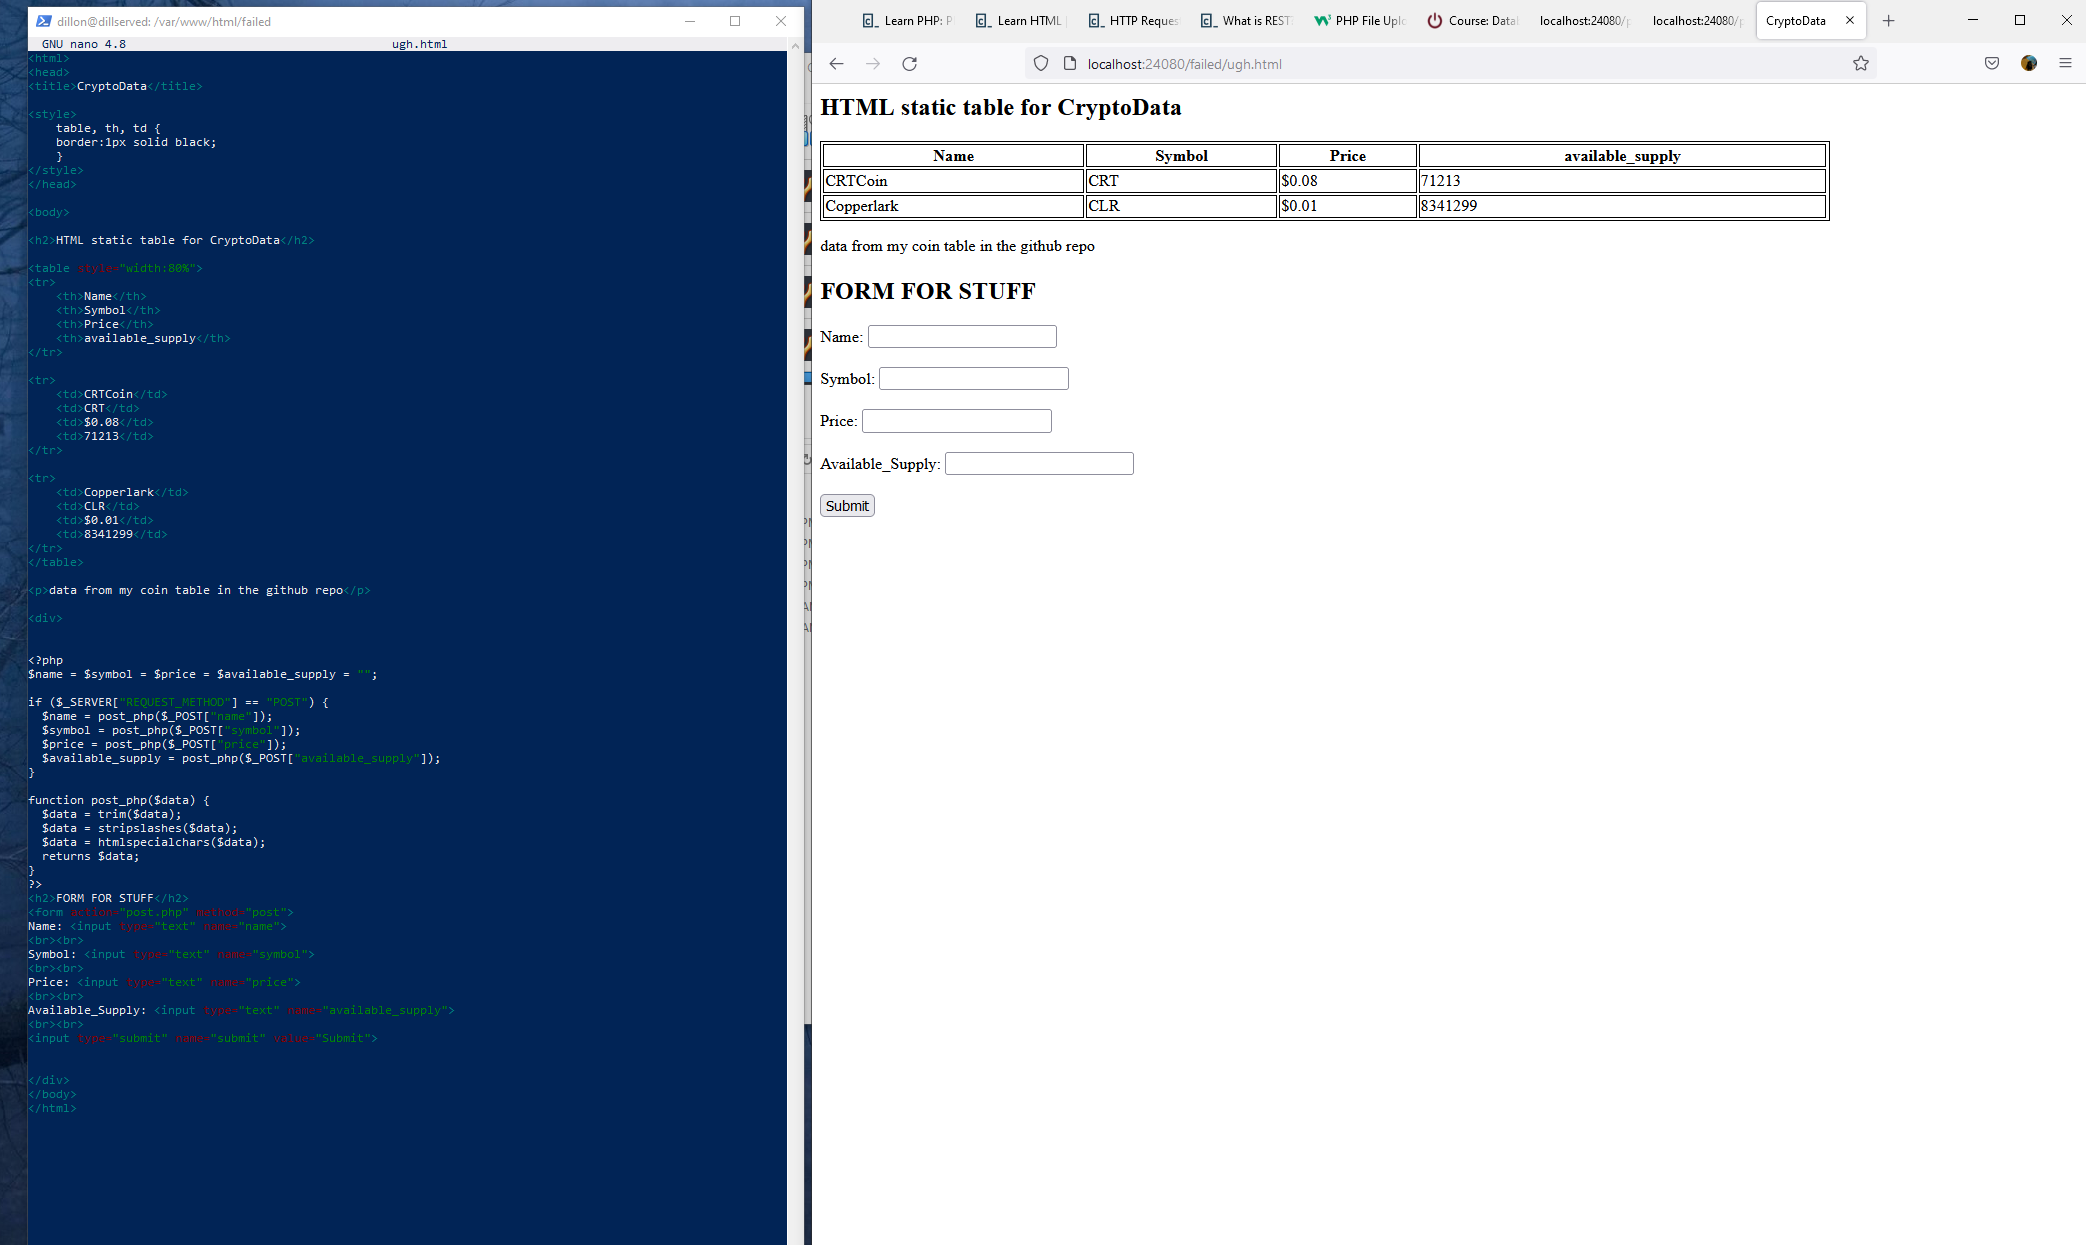 dillon@dillserved: /var/www/html/failed
GNU nano 4.8 ugh.html
<html>
<head>
<title>CryptoData</title>
<style>
table, th, td {
border:1px solid black;
}
</style>
</head>
<body>
<h2>HTML static table for CryptoData</h2>
<table style="width:80%">
<tr>
<th>Name</th>
<th>Symbol</th>
<th>Price</th>
<th>available_supply</th>
</tr>
<tr>
<td>CRTCoin</td>
<td>CRT</td>
<td>$0.08</td>
<td>71213</td>
</tr>
<tr>
<td>Copperlark</td>
<td>CLR</td>
<td>$0.01</td>
<td>8341299</td>
</tr>
</table>
<p>data from my coin table in the github repo</p>
<div>
<?php
$name = $symbol = $price = $available_supply = "";
if ($_SERVER["REQUEST_METHOD"] == "POST") {
$name = post_php($_POST["name"]);
$symbol = post_php($_POST["symbol"]);
$price = post_php($_POST["price"]);
$available_supply = post_php($_POST["available_supply"]);
}
function post_php($data) {
$data = trim($data);
$data = stripslashes($data);
$data = htmlspecialchars($data);
returns $data;
}
?>
<h2>FORM FOR STUFF</h2>
<form action="post.php" method="post">
Name: <input type="text" name="name">
<br><br>
Symbol: <input type="text" name="symbol">
<br><br>
Price: <input type="text" name="price">
<br><br>
Available_Supply: <input type="text" name="available_supply">
<br><br>
<input type="submit" name="submit" value="Submit">
</div>
</body>
</html>
Learn PHP: Learn HTML HTTP Reques What is REST PHP File Uplo Course: Data localhost:24080/ localhost:24080/ CryptoData
localhost:24080/failed/ugh.html
HTML static table for CryptoData
Name Symbol Price available_supply
CRTCoin CRT $0.08 71213
Copperlark CLR $0.01 8341299
data from my coin table in the github repo
FORM FOR STUFF
Name:
Symbol:
Price:
Available_Supply:
Submit